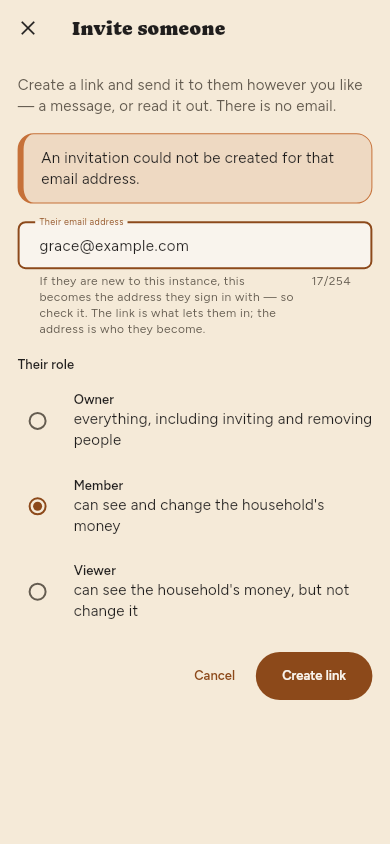 Invite someone
Create a link and send it to them however you like
— a message, or read it out. There is no email.
An invitation could not be created for that
email address.
Their email address
grace@example.com
If they are new to this instance, this
becomes the address they sign in with — so
check it. The link is what lets them in; the
address is who they become.
17/254
Their role
Owner
everything, including inviting and removing
people
Member
can see and change the household's
money
Viewer
can see the household's money, but not
change it
Cancel
Create link